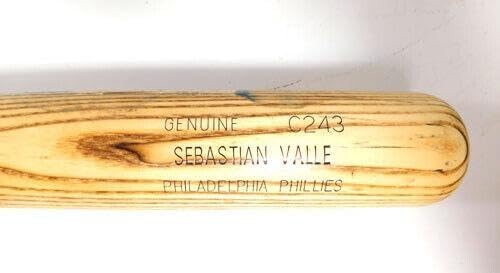 GENUINE C243
SEBASTIAN VALLE
PHILADELPHIA PHILLIES